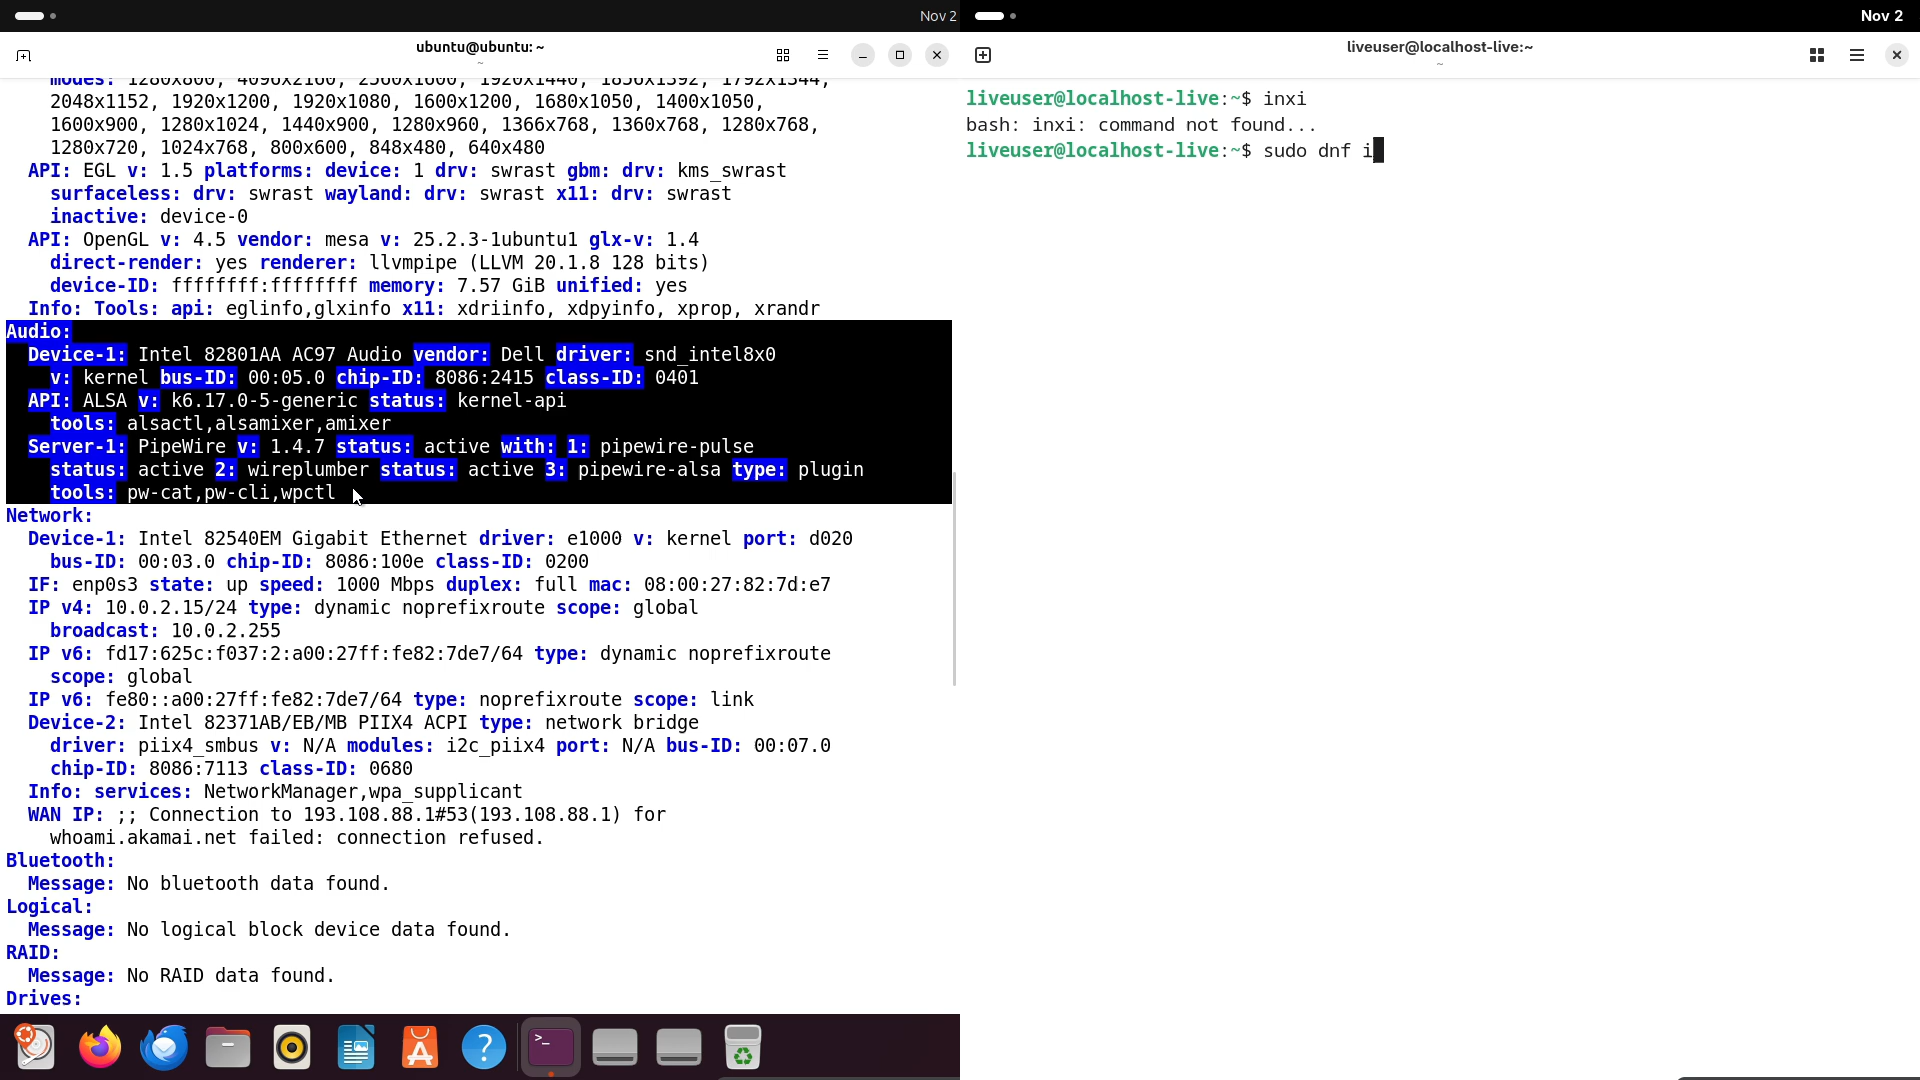 Nov 2
ubuntu@ubuntu: ~
~
modes: 1280x800, 4096x2160, 2560x1600, 1920x1440, 1856x1392, 1792x1344,
2048x1152, 1920x1200, 1920x1080, 1600x1200, 1680x1050, 1400x1050,
1600x900, 1280x1024, 1440x900, 1280x960, 1366x768, 1360x768, 1280x768,
1280x720, 1024x768, 800x600, 848x480, 640x480
API: EGL v: 1.5 platforms: device: 1 drv: swrast gbm: drv: kms_swrast
surfaceless: drv: swrast wayland: drv: swrast x11: drv: swrast
inactive: device-0
API: OpenGL v: 4.5 vendor: mesa v: 25.2.3-1ubuntu1 glx-v: 1.4
direct-render: yes renderer: llvmpipe (LLVM 20.1.8 128 bits)
device-ID: ffffffff:ffffffff memory: 7.57 GiB unified: yes
Info: Tools: api: eglinfo,glxinfo x11: xdriinfo, xdpyinfo, xprop, xrandr
Audio:
Device-1: Intel 82801AA AC97 Audio vendor: Dell driver: snd_intel8x0
v: kernel bus-ID: 00:05.0 chip-ID: 8086:2415 class-ID: 0401
API: ALSA v: k6.17.0-5-generic status: kernel-api
tools: alsactl,alsamixer,amixer
Server-1: PipeWire v: 1.4.7 status: active with: 1: pipewire-pulse
status: active 2: wireplumber status: active 3: pipewire-alsa type: plugin
tools: pw-cat,pw-cli,wpctl
Network:
Device-1: Intel 82540EM Gigabit Ethernet driver: e1000 v: kernel port: d020
bus-ID: 00:03.0 chip-ID: 8086:100e class-ID: 0200
IF: enp0s3 state: up speed: 1000 Mbps duplex: full mac: 08:00:27:82:7d:e7
IP v4: 10.0.2.15/24 type: dynamic noprefixroute scope: global
broadcast: 10.0.2.255
IP v6: fd17:625c:f037:2:a00:27ff:fe82:7de7/64 type: dynamic noprefixroute
scope: global
IP v6: fe80::a00:27ff:fe82:7de7/64 type: noprefixroute scope: link
Device-2: Intel 82371AB/EB/MB PIIX4 ACPI type: network bridge
driver: piix4_smbus v: N/A modules: i2c_piix4 port: N/A bus-ID: 00:07.0
chip-ID: 8086:7113 class-ID: 0680
Info: services: NetworkManager,wpa_supplicant
WAN IP: ;; Connection to 193.108.88.1#53(193.108.88.1) for
whoami.akamai.net failed: connection refused.
Bluetooth:
Message: No bluetooth data found.
Logical:
Message: No logical block device data found.
RAID:
Message: No RAID data found.
Drives:
Nov 2
liveuser@localhost-live:~
~
liveuser@localhost-live:~$ inxi
bash: inxi: command not found...
liveuser@localhost-live:~$ sudo dnf i